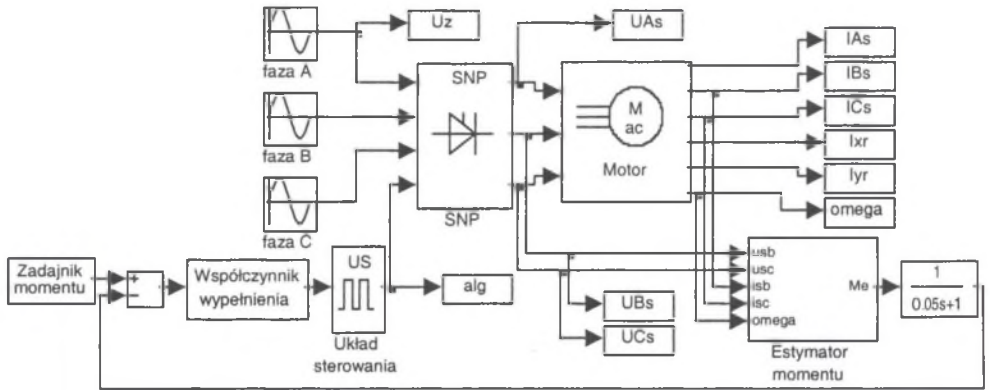 Uz
UAs
IAs
faza A
SNP
IBs
M
ac
ICs
faza B
Motor
Ixr
Iyr
SNP
omega
faza C
Zadajnik
momentu
+
−
Współczynnik
wypełnienia
US
alg
usb
usc
isb
isc
omega
Me
1
0.05s+1
UBs
UCs
Układ
sterowania
Estymator
momentu